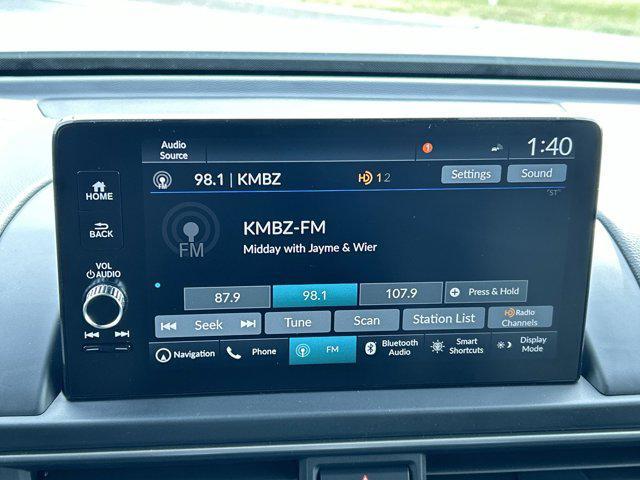 Audio Source
1
1:40
HOME
BACK
VOL
AUDIO
FM
98.1 | KMBZ
HD 1 2
Settings
Sound
"ST"
FM
KMBZ-FM
Midday with Jayme & Wier
87.9
98.1
107.9
+ Press & Hold
Seek
Tune
Scan
Station List
HD Radio Channels
Navigation
Phone
FM
Bluetooth Audio
Smart Shortcuts
Display Mode